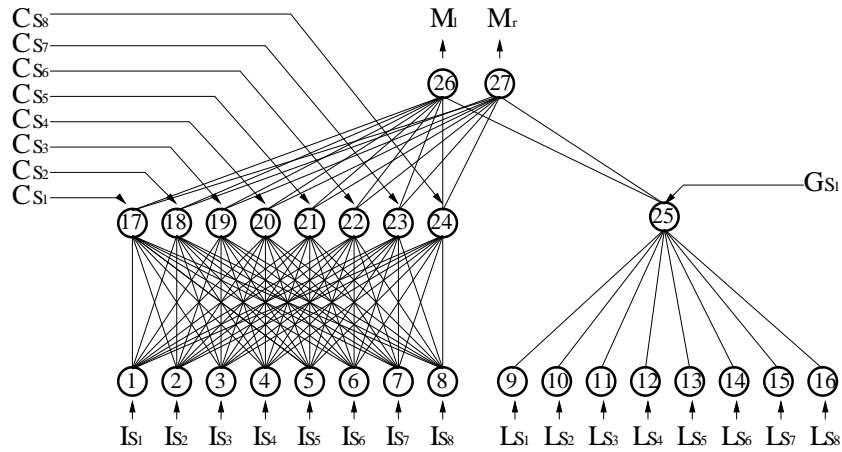 CS8 Ml Mr
CS7
CS6 26 27
CS5
CS4
CS3
CS2
CS1 GS1
17 18 19 20 21 22 23 24 25
1 2 3 4 5 6 7 8 9 10 11 12 13 14 15 16
IS1 IS2 IS3 IS4 IS5 IS6 IS7 IS8 LS1 LS2 LS3 LS4 LS5 LS6 LS7 LS8